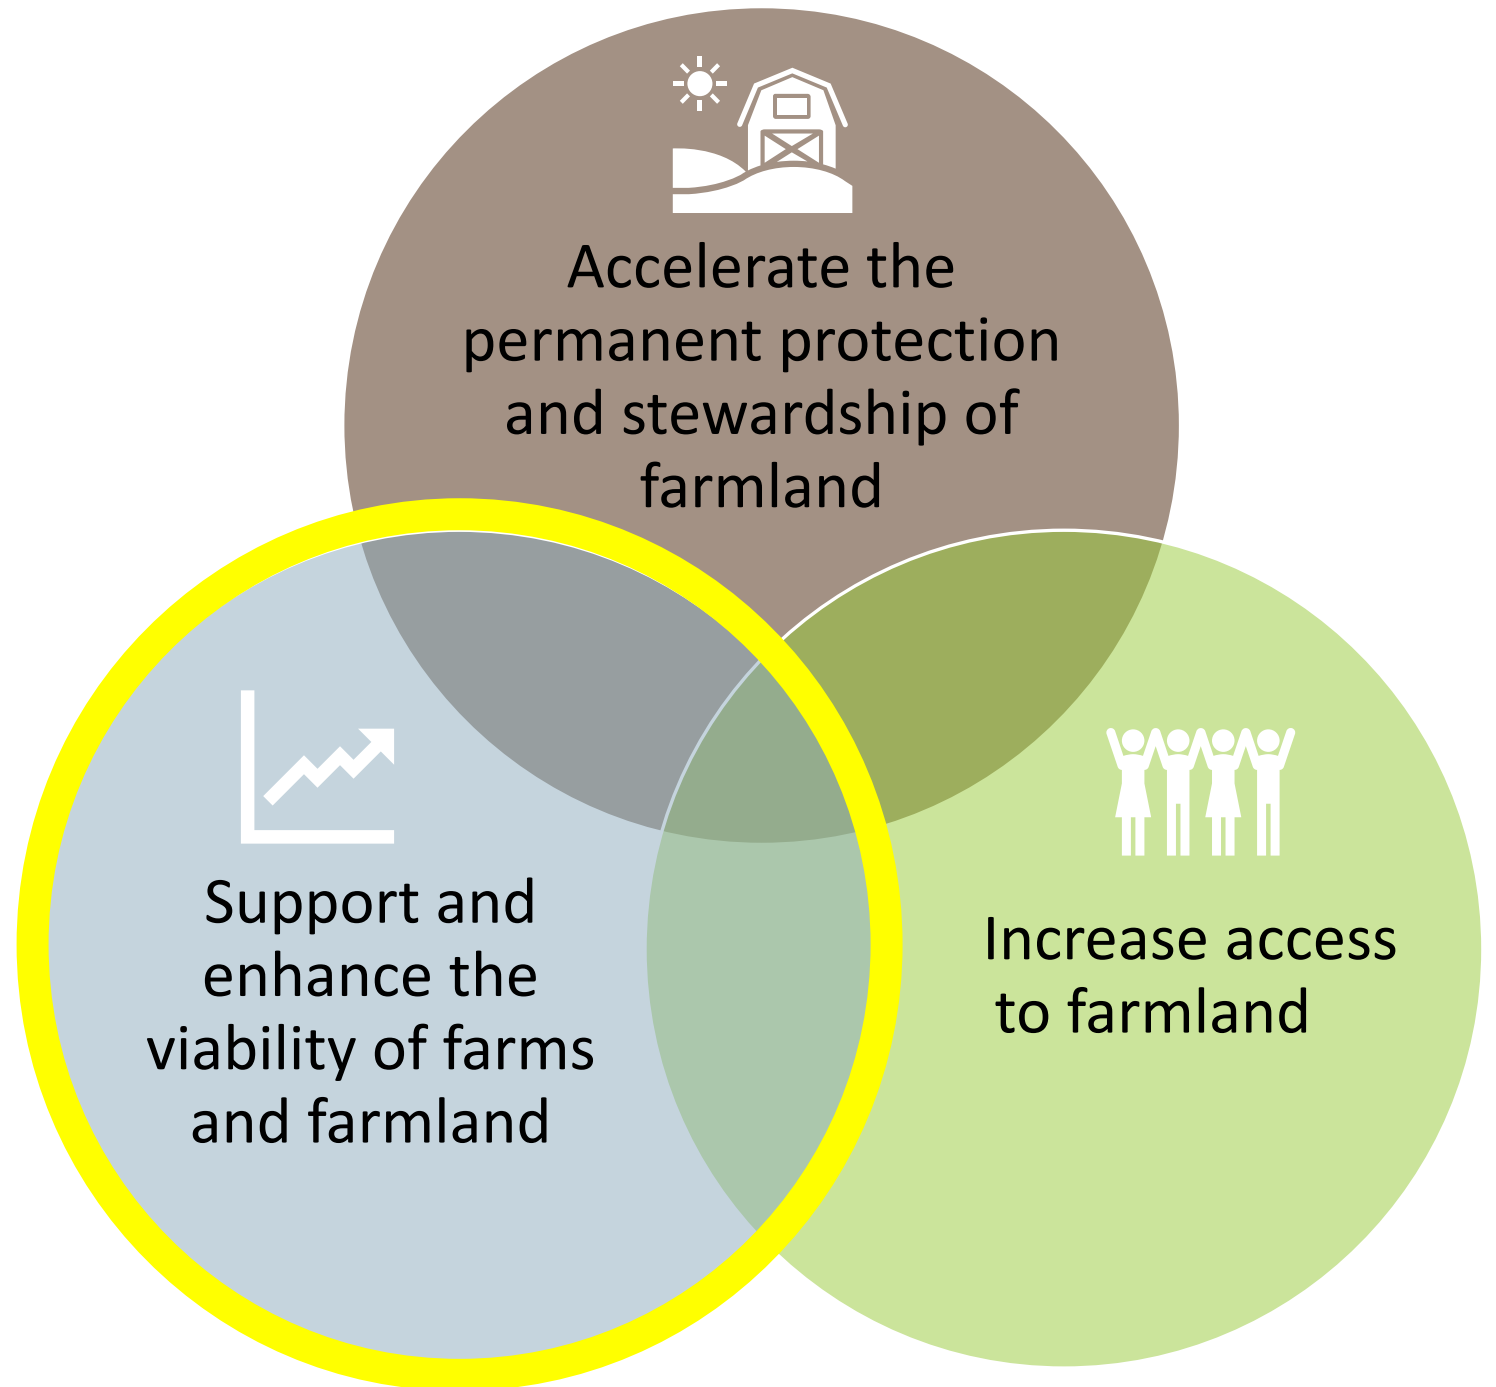 Accelerate the
permanent protection
and stewardship of
farmland
Support and
enhance the
viability of farms
and farmland
Increase access
to farmland